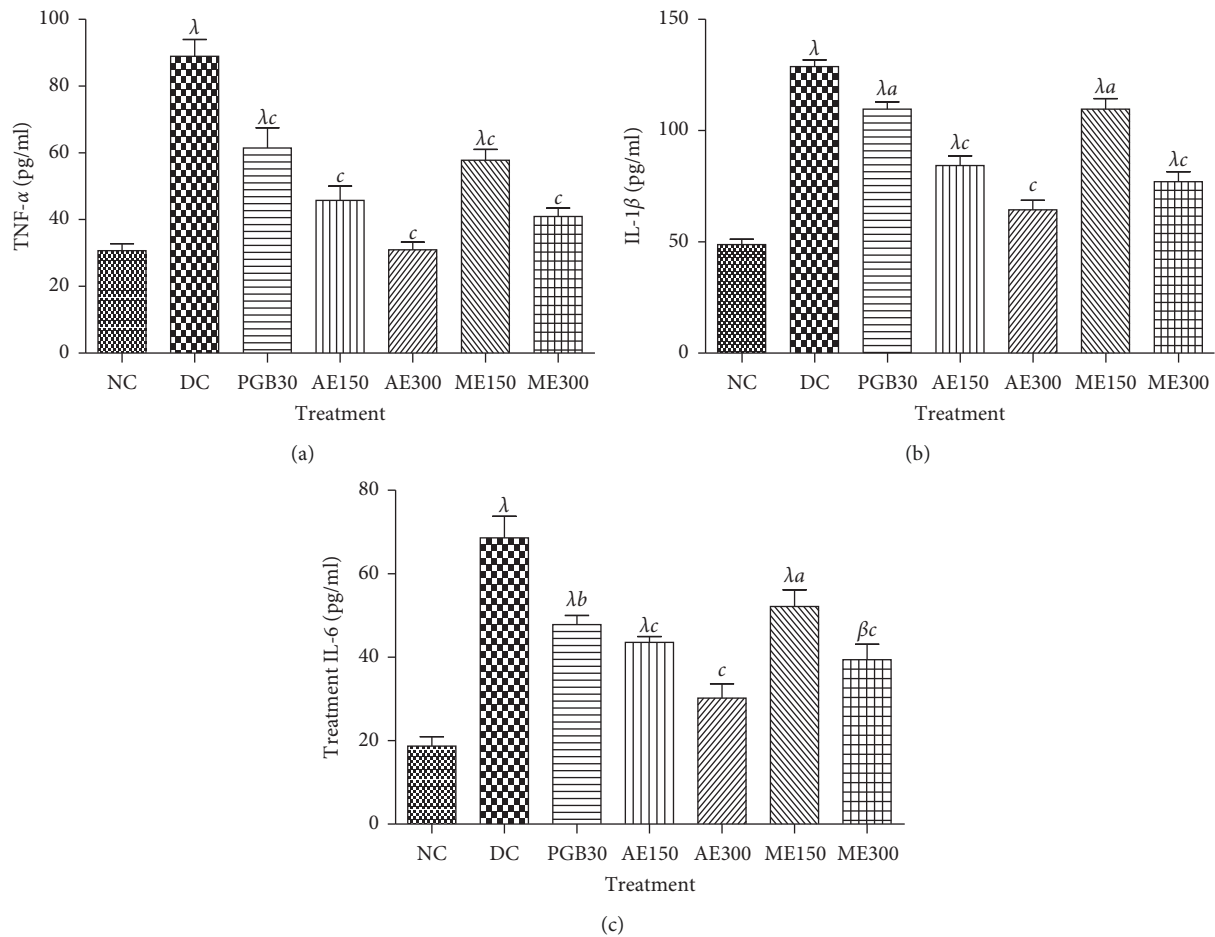 TNF-α (pg/ml)
100
80
60
40
20
0
λ
λc
c
c
λc
c
NC DC PGB30 AE150 AE300 ME150 ME300
Treatment
(a)
IL-1β (pg/ml)
150
100
50
0
λ
λa
λc
c
λa
λc
NC DC PGB30 AE150 AE300 ME150 ME300
Treatment
(b)
Treatment IL-6 (pg/ml)
80
60
40
20
0
λ
λb
λc
c
λa
βc
NC DC PGB30 AE150 AE300 ME150 ME300
Treatment
(c)